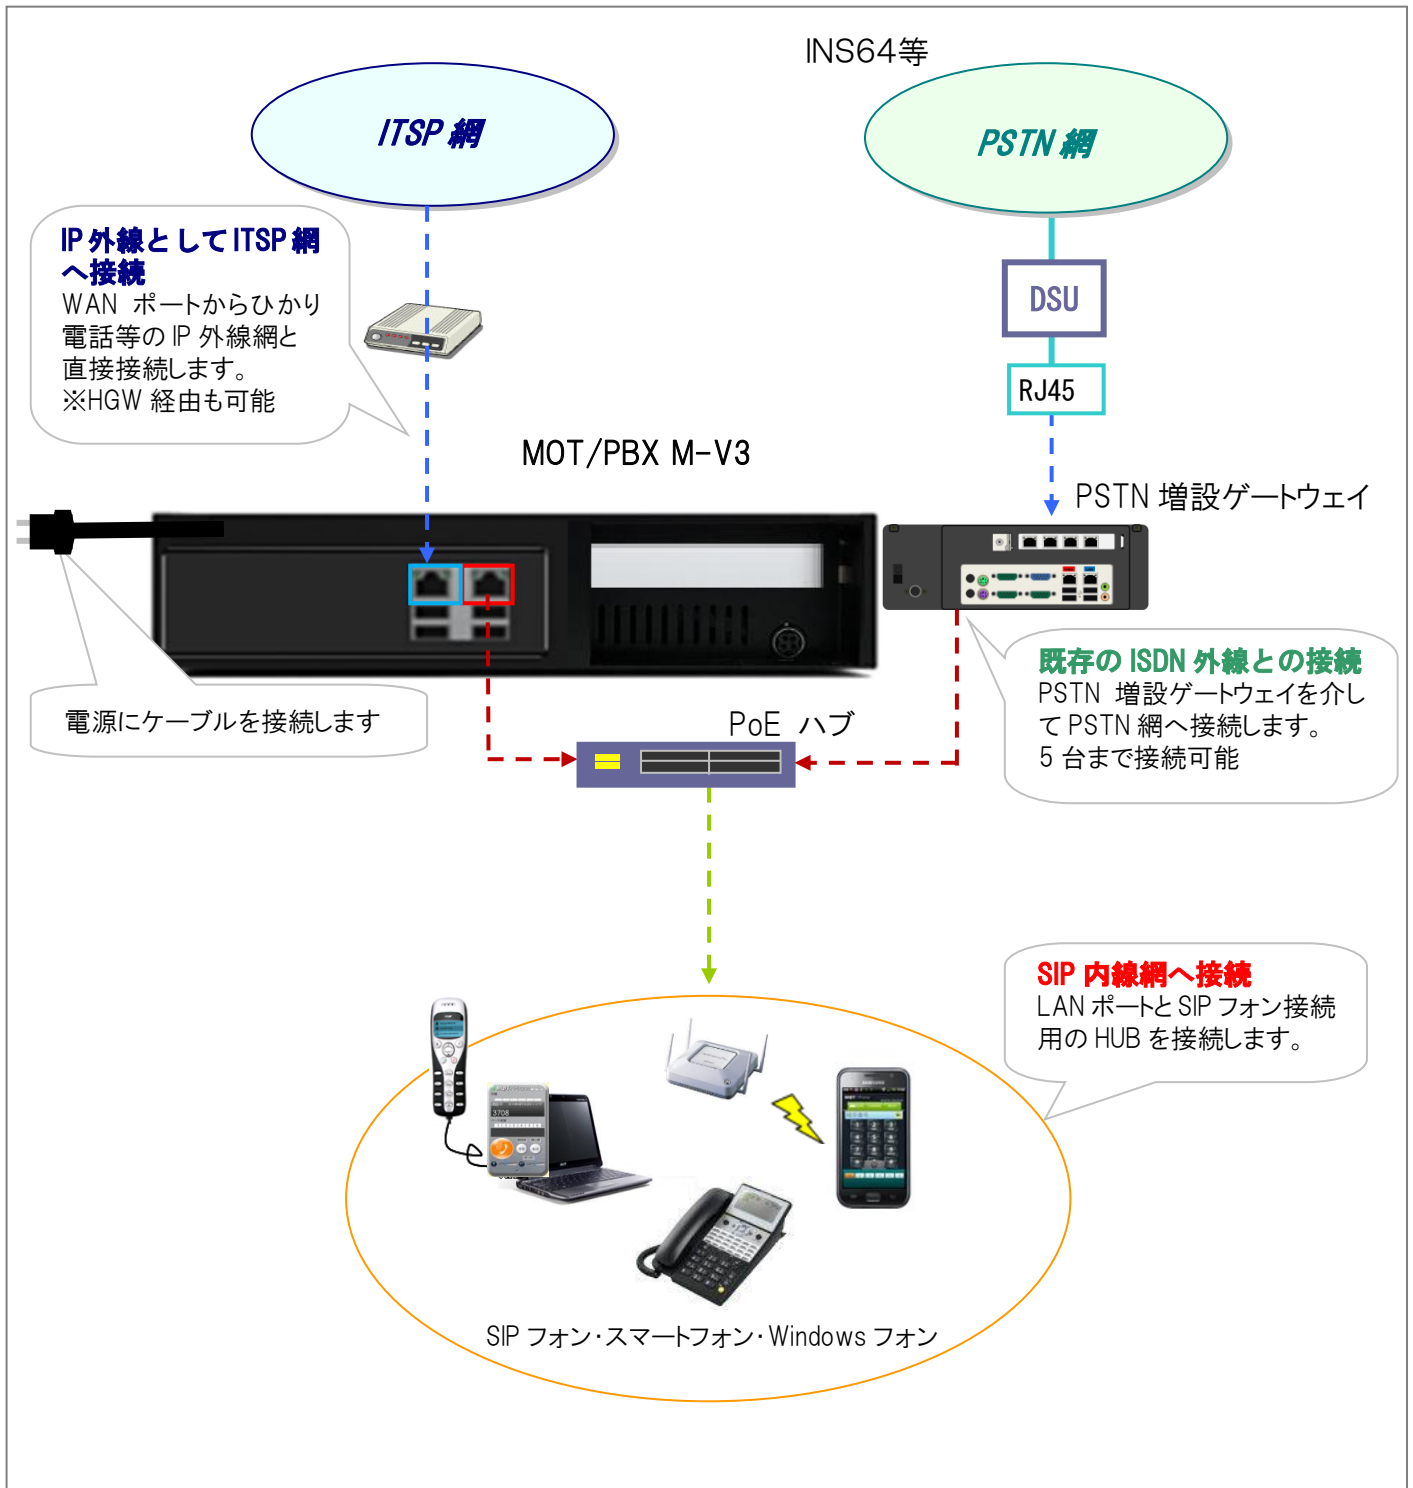 INS64等
ITSP 網
PSTN 網
IP 外線として ITSP 網
へ接続
WAN ポートからひかり
電話等の IP 外線網と
直接接続します。
※HGW 経由も可能
DSU
RJ45
MOT/PBX M-V3
PSTN 増設ゲートウェイ
既存の ISDN 外線との接続
PSTN 増設ゲートウェイを介し
て PSTN 網へ接続します。
5 台まで接続可能
電源にケーブルを接続します
PoE ハブ
SIP 内線網へ接続
LAN ポートと SIP フォン接続
用の HUB を接続します。
3708
SAMSUNG
SIP フォン・スマートフォン・Windows フォン